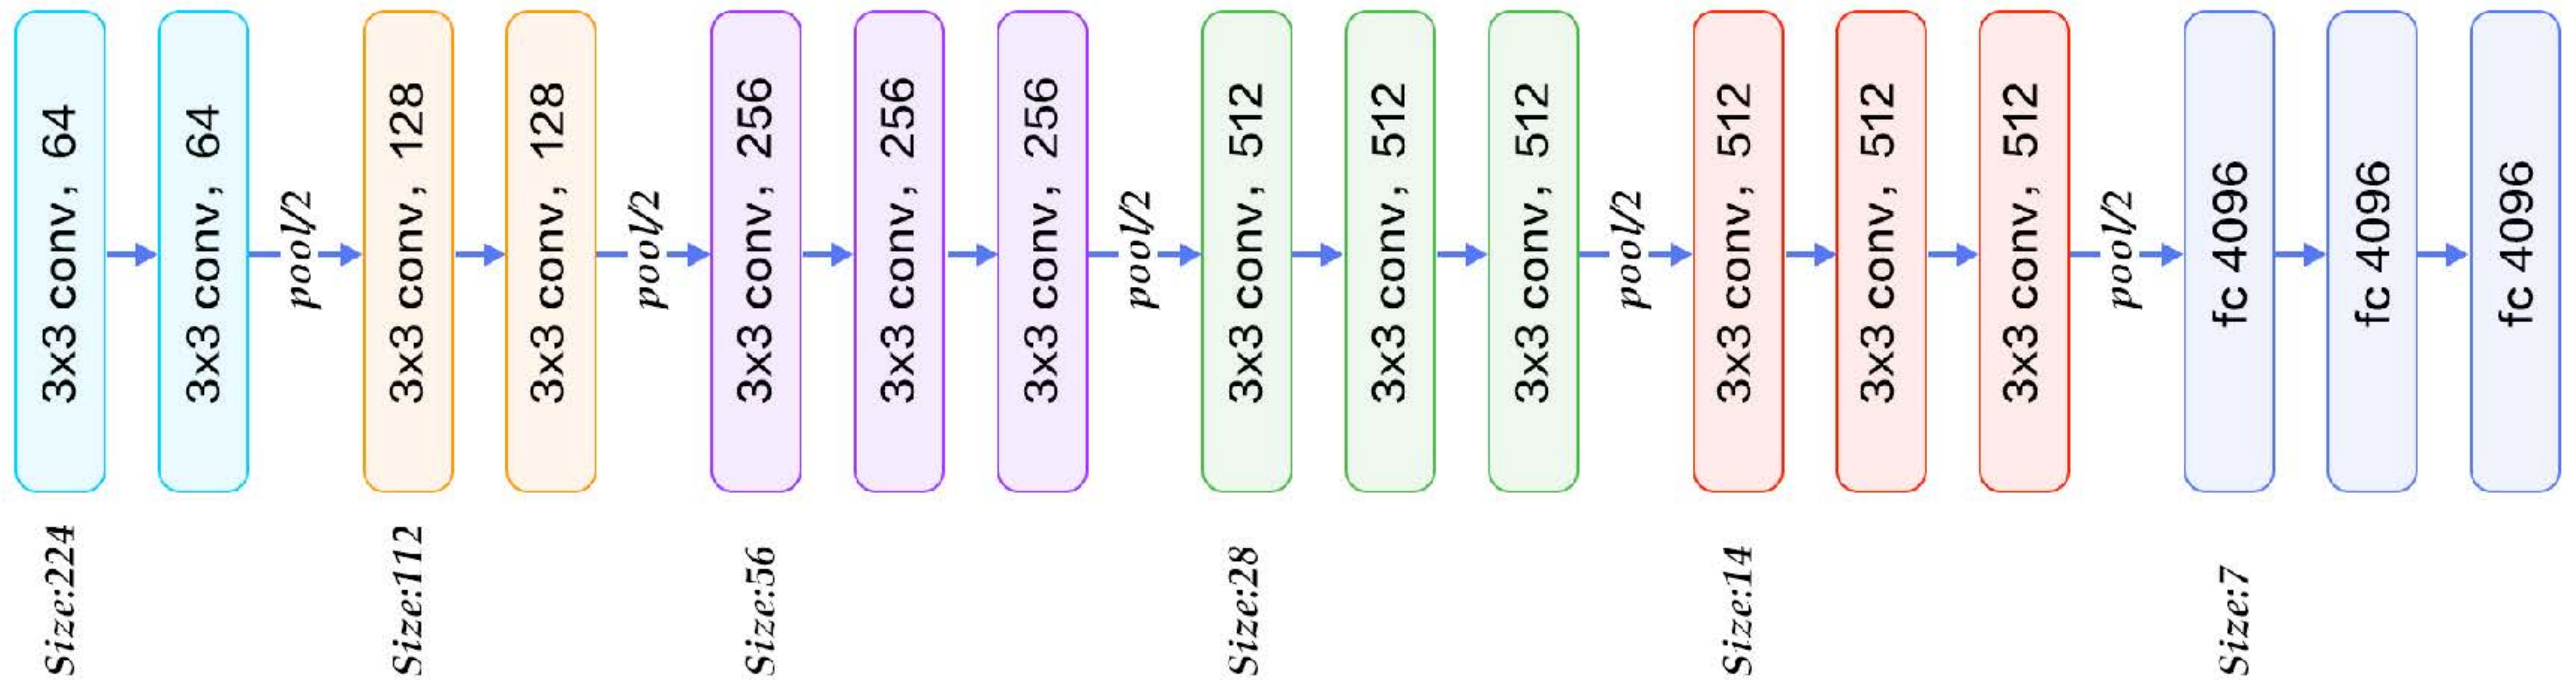 3x3 conv, 64
3x3 conv, 64
pool/2
3x3 conv, 128
3x3 conv, 128
pool/2
3x3 conv, 256
3x3 conv, 256
3x3 conv, 256
pool/2
3x3 conv, 512
3x3 conv, 512
3x3 conv, 512
pool/2
3x3 conv, 512
3x3 conv, 512
3x3 conv, 512
pool/2
fc 4096
fc 4096
fc 4096
Size:224
Size:112
Size:56
Size:28
Size:14
Size:7